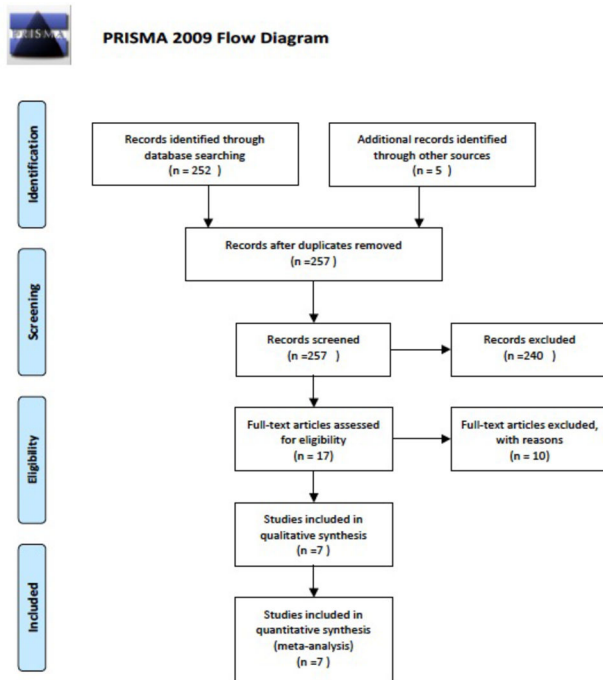 PRISMA
PRISMA 2009 Flow Diagram
Identification
Records identified through
database searching
(n = 252 )
Additional records identified
through other sources
(n = 5 )
Records after duplicates removed
(n =257 )
Screening
Records screened
(n =257 )
Records excluded
(n =240 )
Eligibility
Full-text articles assessed
for eligibility
(n = 17)
Full-text articles excluded,
with reasons
(n = 10)
Studies included in
qualitative synthesis
(n =7 )
Included
Studies included in
quantitative synthesis
(meta-analysis)
(n =7 )